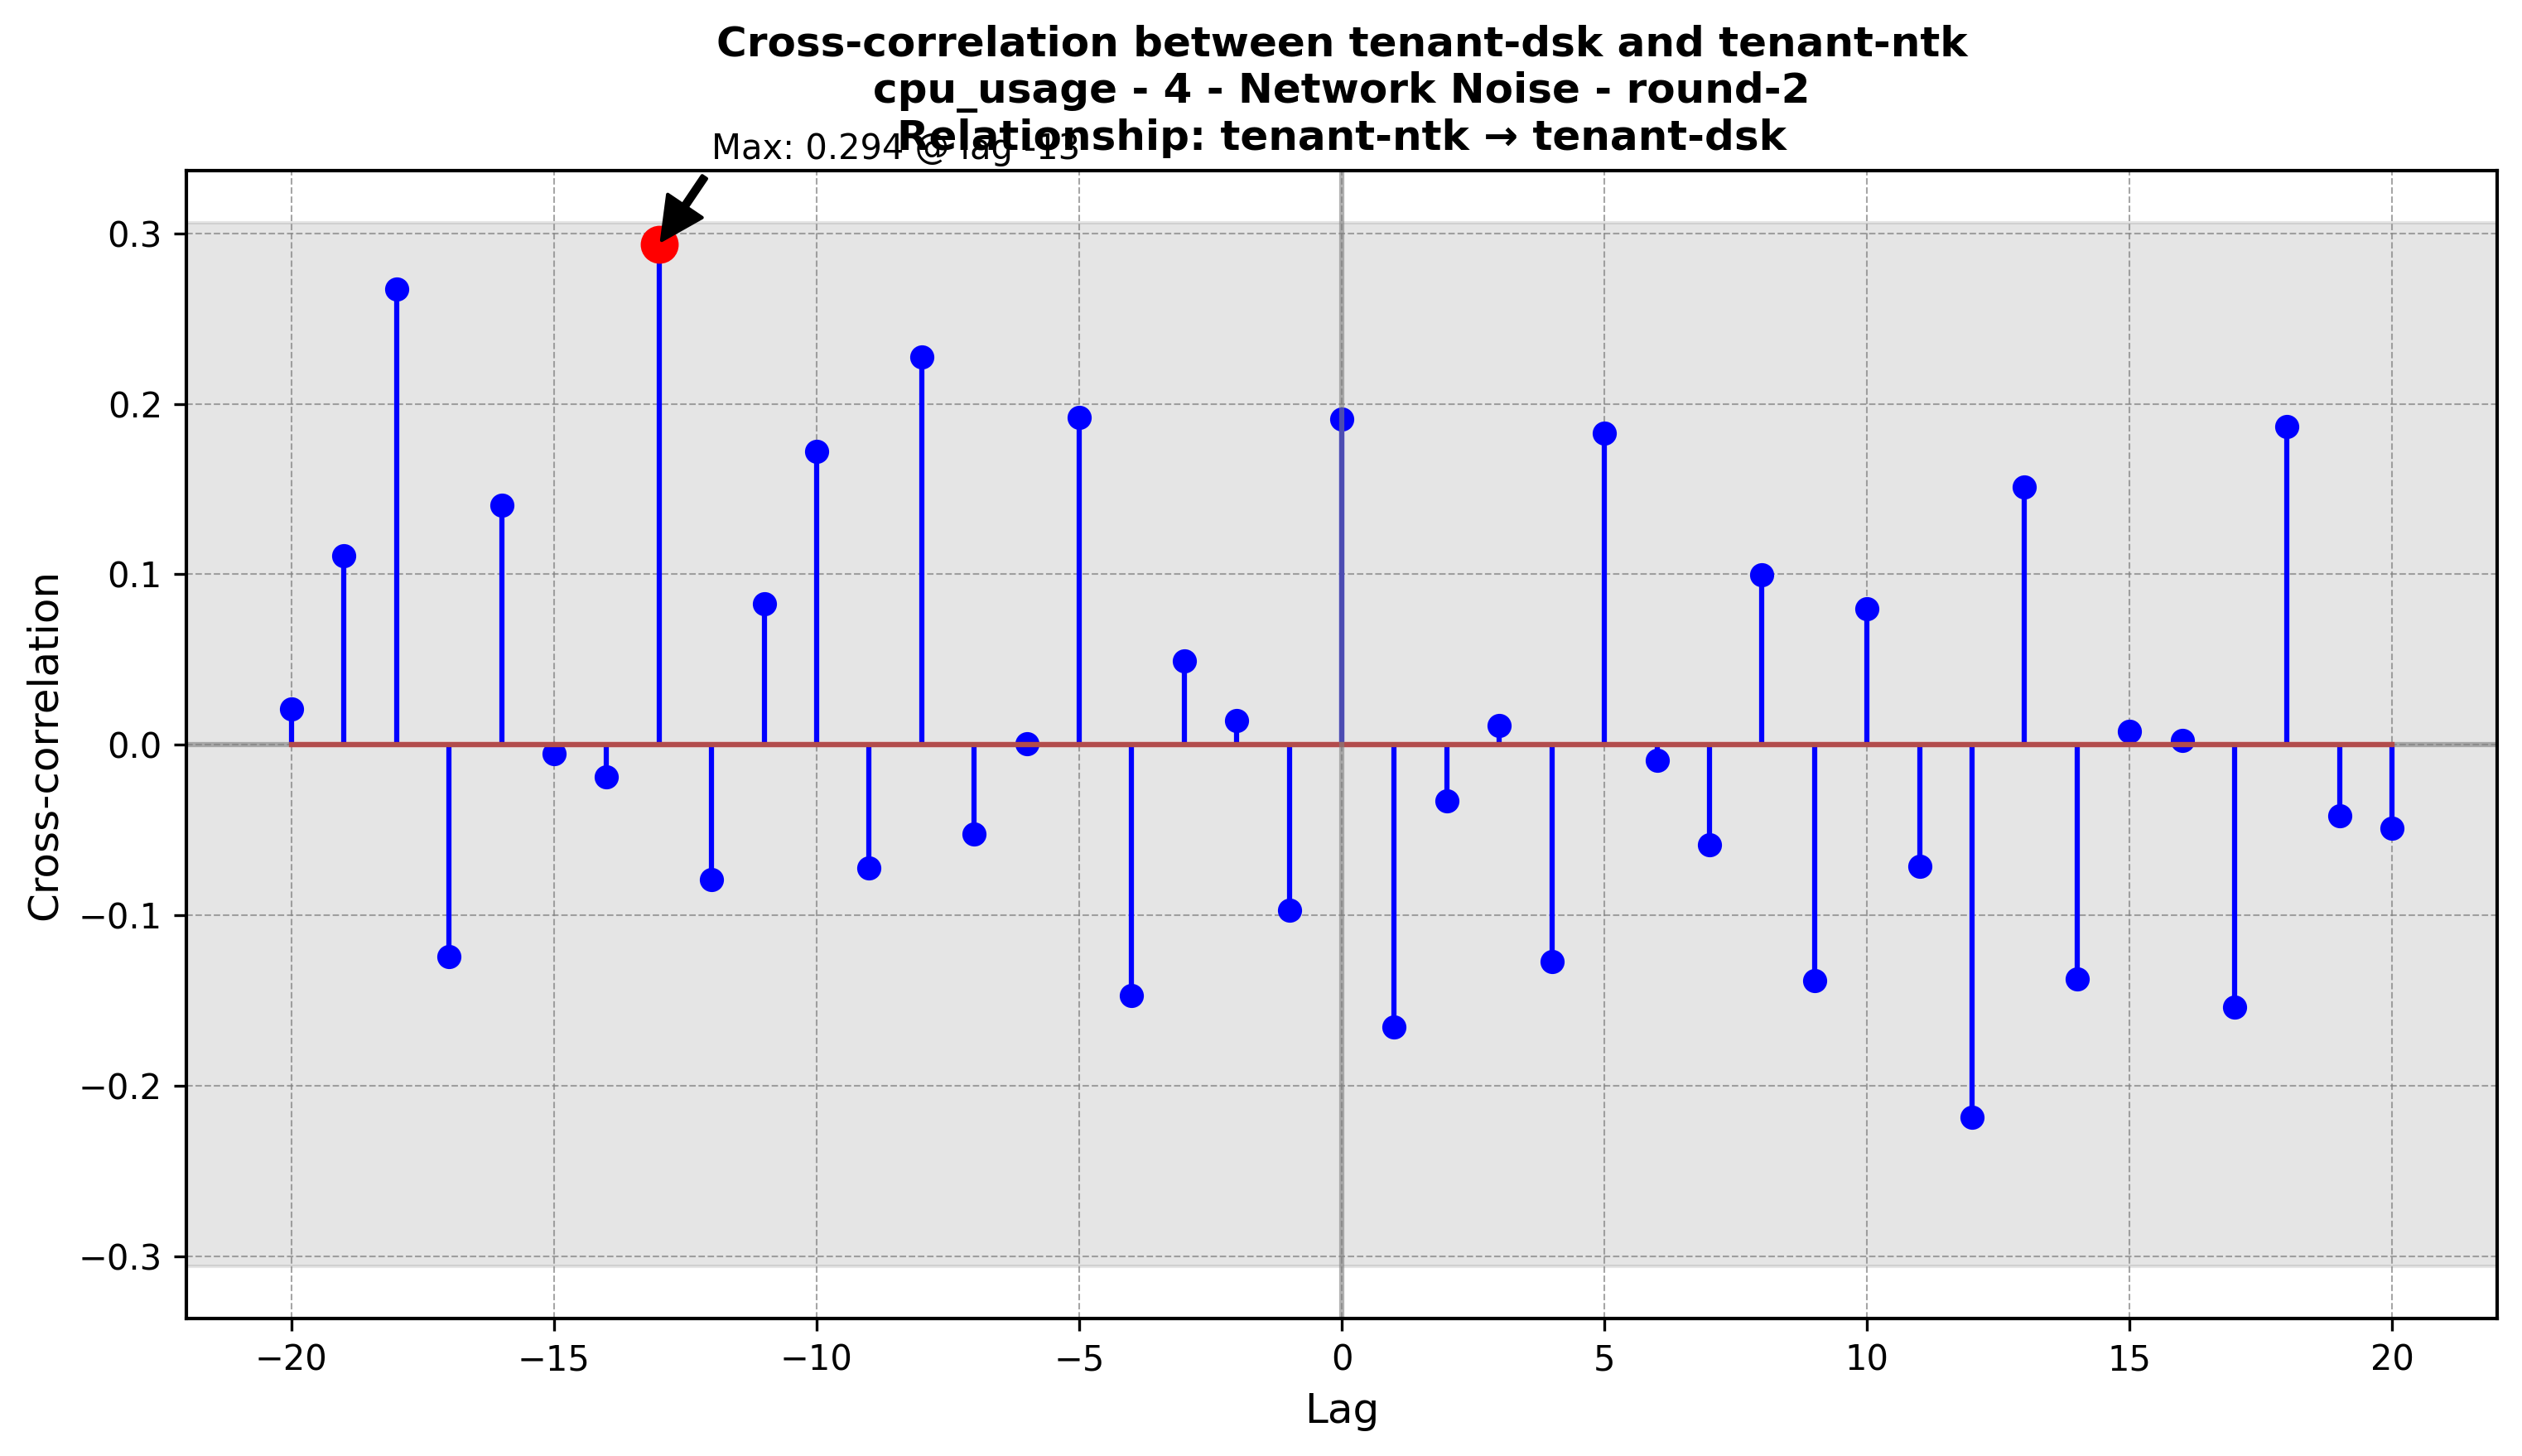 Cross-correlation between tenant-dsk and tenant-ntk
cpu_usage - 4 - Network Noise - round-2
Relationship: tenant-ntk → tenant-dsk
Max: 0.294 @ lag -13
Cross-correlation
0.3
0.2
0.1
0.0
−0.1
−0.2
−0.3
−20
−15
−10
−5
0
5
10
15
20
Lag